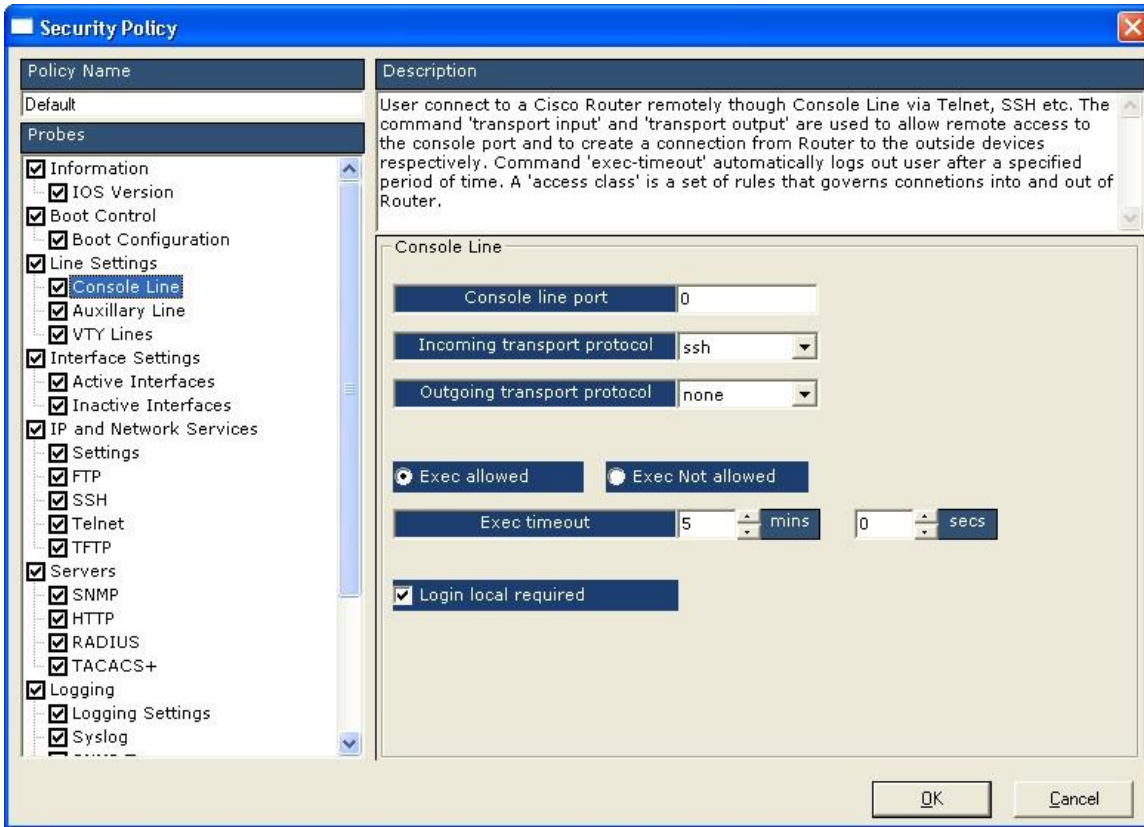 Security Policy
Policy Name
Default
Probes
Information
IOS Version
Boot Control
Boot Configuration
Line Settings
Console Line
Auxillary Line
VTY Lines
Interface Settings
Active Interfaces
Inactive Interfaces
IP and Network Services
Settings
FTP
SSH
Telnet
TFTP
Servers
SNMP
HTTP
RADIUS
TACACS+
Logging
Logging Settings
Syslog
Description
User connect to a Cisco Router remotely though Console Line via Telnet, SSH etc. The
command 'transport input' and 'transport output' are used to allow remote access to
the console port and to create a connection from Router to the outside devices
respectively. Command 'exec-timeout' automatically logs out user after a specified
period of time. A 'access class' is a set of rules that governs connetions into and out of
Router.
Console Line
Console line port 0
Incoming transport protocol ssh
Outgoing transport protocol none
Exec allowed Exec Not allowed
Exec timeout 5 mins 0 secs
Login local required
OK Cancel